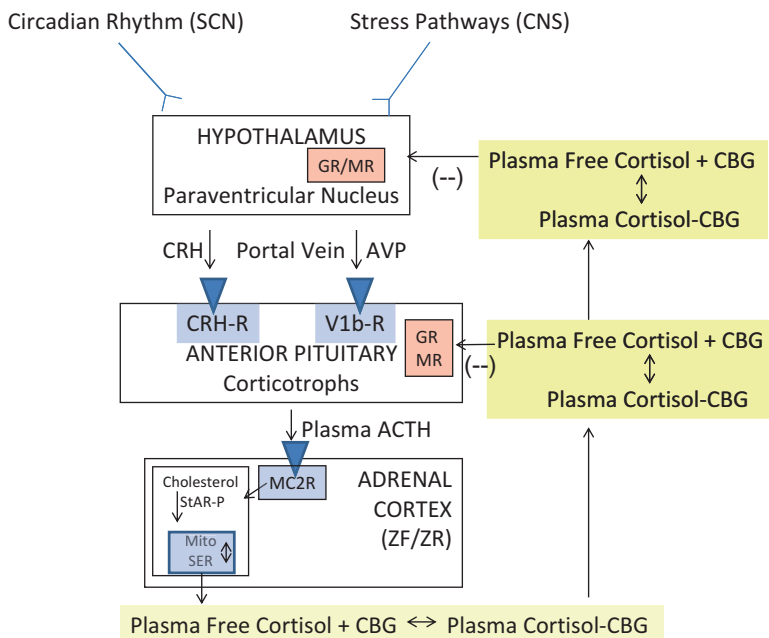 Circadian Rhythm (SCN)
Stress Pathways (CNS)
HYPOTHALAMUS
GR/MR
Paraventricular Nucleus
(--)
Plasma Free Cortisol + CBG
Plasma Cortisol-CBG
CRH
Portal Vein
AVP
CRH-R
V1b-R
ANTERIOR PITUITARY
Corticotrophs
GR
MR
(--)
Plasma Free Cortisol + CBG
Plasma Cortisol-CBG
Plasma ACTH
Cholesterol
StAR-P
MC2R
Mito
SER
ADRENAL
CORTEX
(ZF/ZR)
Plasma Free Cortisol + CBG
Plasma Cortisol-CBG